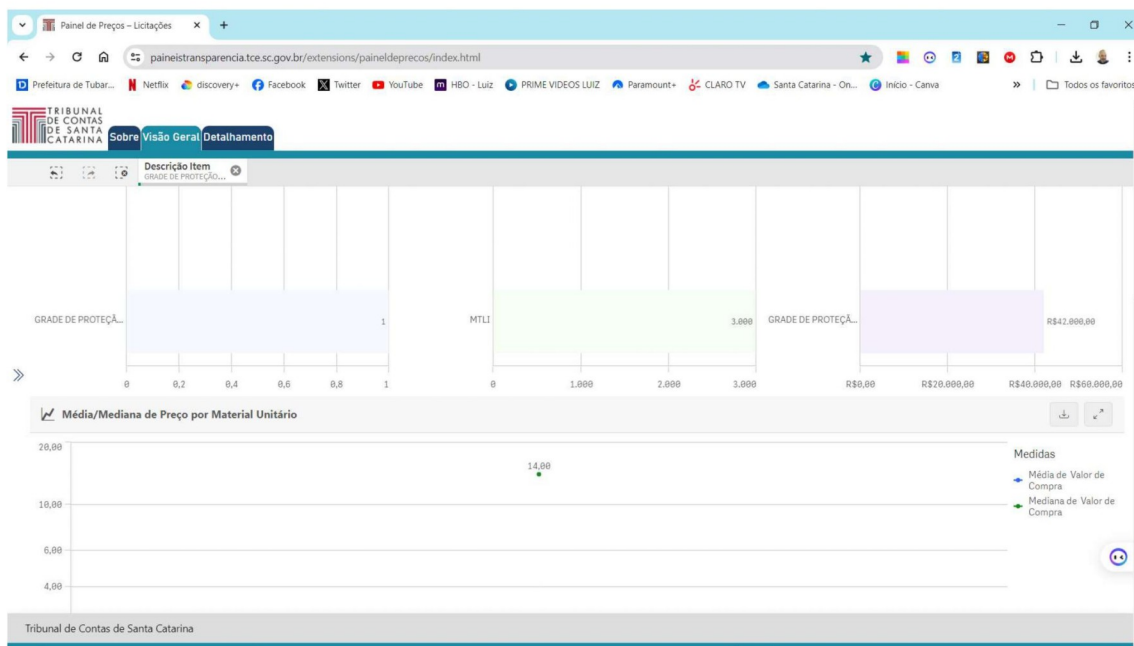 Painel de Preços – Licitações
paineistransparencia.tce.sc.gov.br/extensions/paineldeprecos/index.html
Prefeitura de Tubar... Netflix discovery+ Facebook Twitter YouTube HBO - Luiz PRIME VIDEOS LUIZ Paramount+ CLARO TV Santa Catarina - On... Início - Canva » Todos os favoritos
TRIBUNAL
DE CONTAS
DE SANTA
CATARINA
Sobre Visão Geral Detalhamento
Descrição Item
GRADE DE PROTEÇÃO...
GRADE DE PROTEÇÃ... 1
0 0,2 0,4 0,6 0,8 1
MTLI 3.000
0 1.000 2.000 3.000
GRADE DE PROTEÇÃ... R$42.000,00
R$0,00 R$20.000,00 R$40.000,00 R$60.000,00
Média/Mediana de Preço por Material Unitário
20,00
14,00
10,00
6,00
4,00
Medidas
Média de Valor de
Compra
Mediana de Valor de
Compra
Tribunal de Contas de Santa Catarina